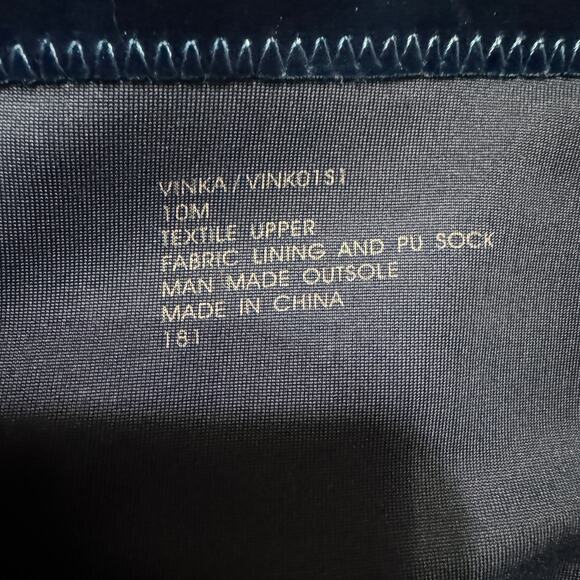 VINKA / VINK01S1
10M
TEXTILE UPPER
FABRIC LINING AND PU SOCK
MAN MADE OUTSOLE
MADE IN CHINA
181